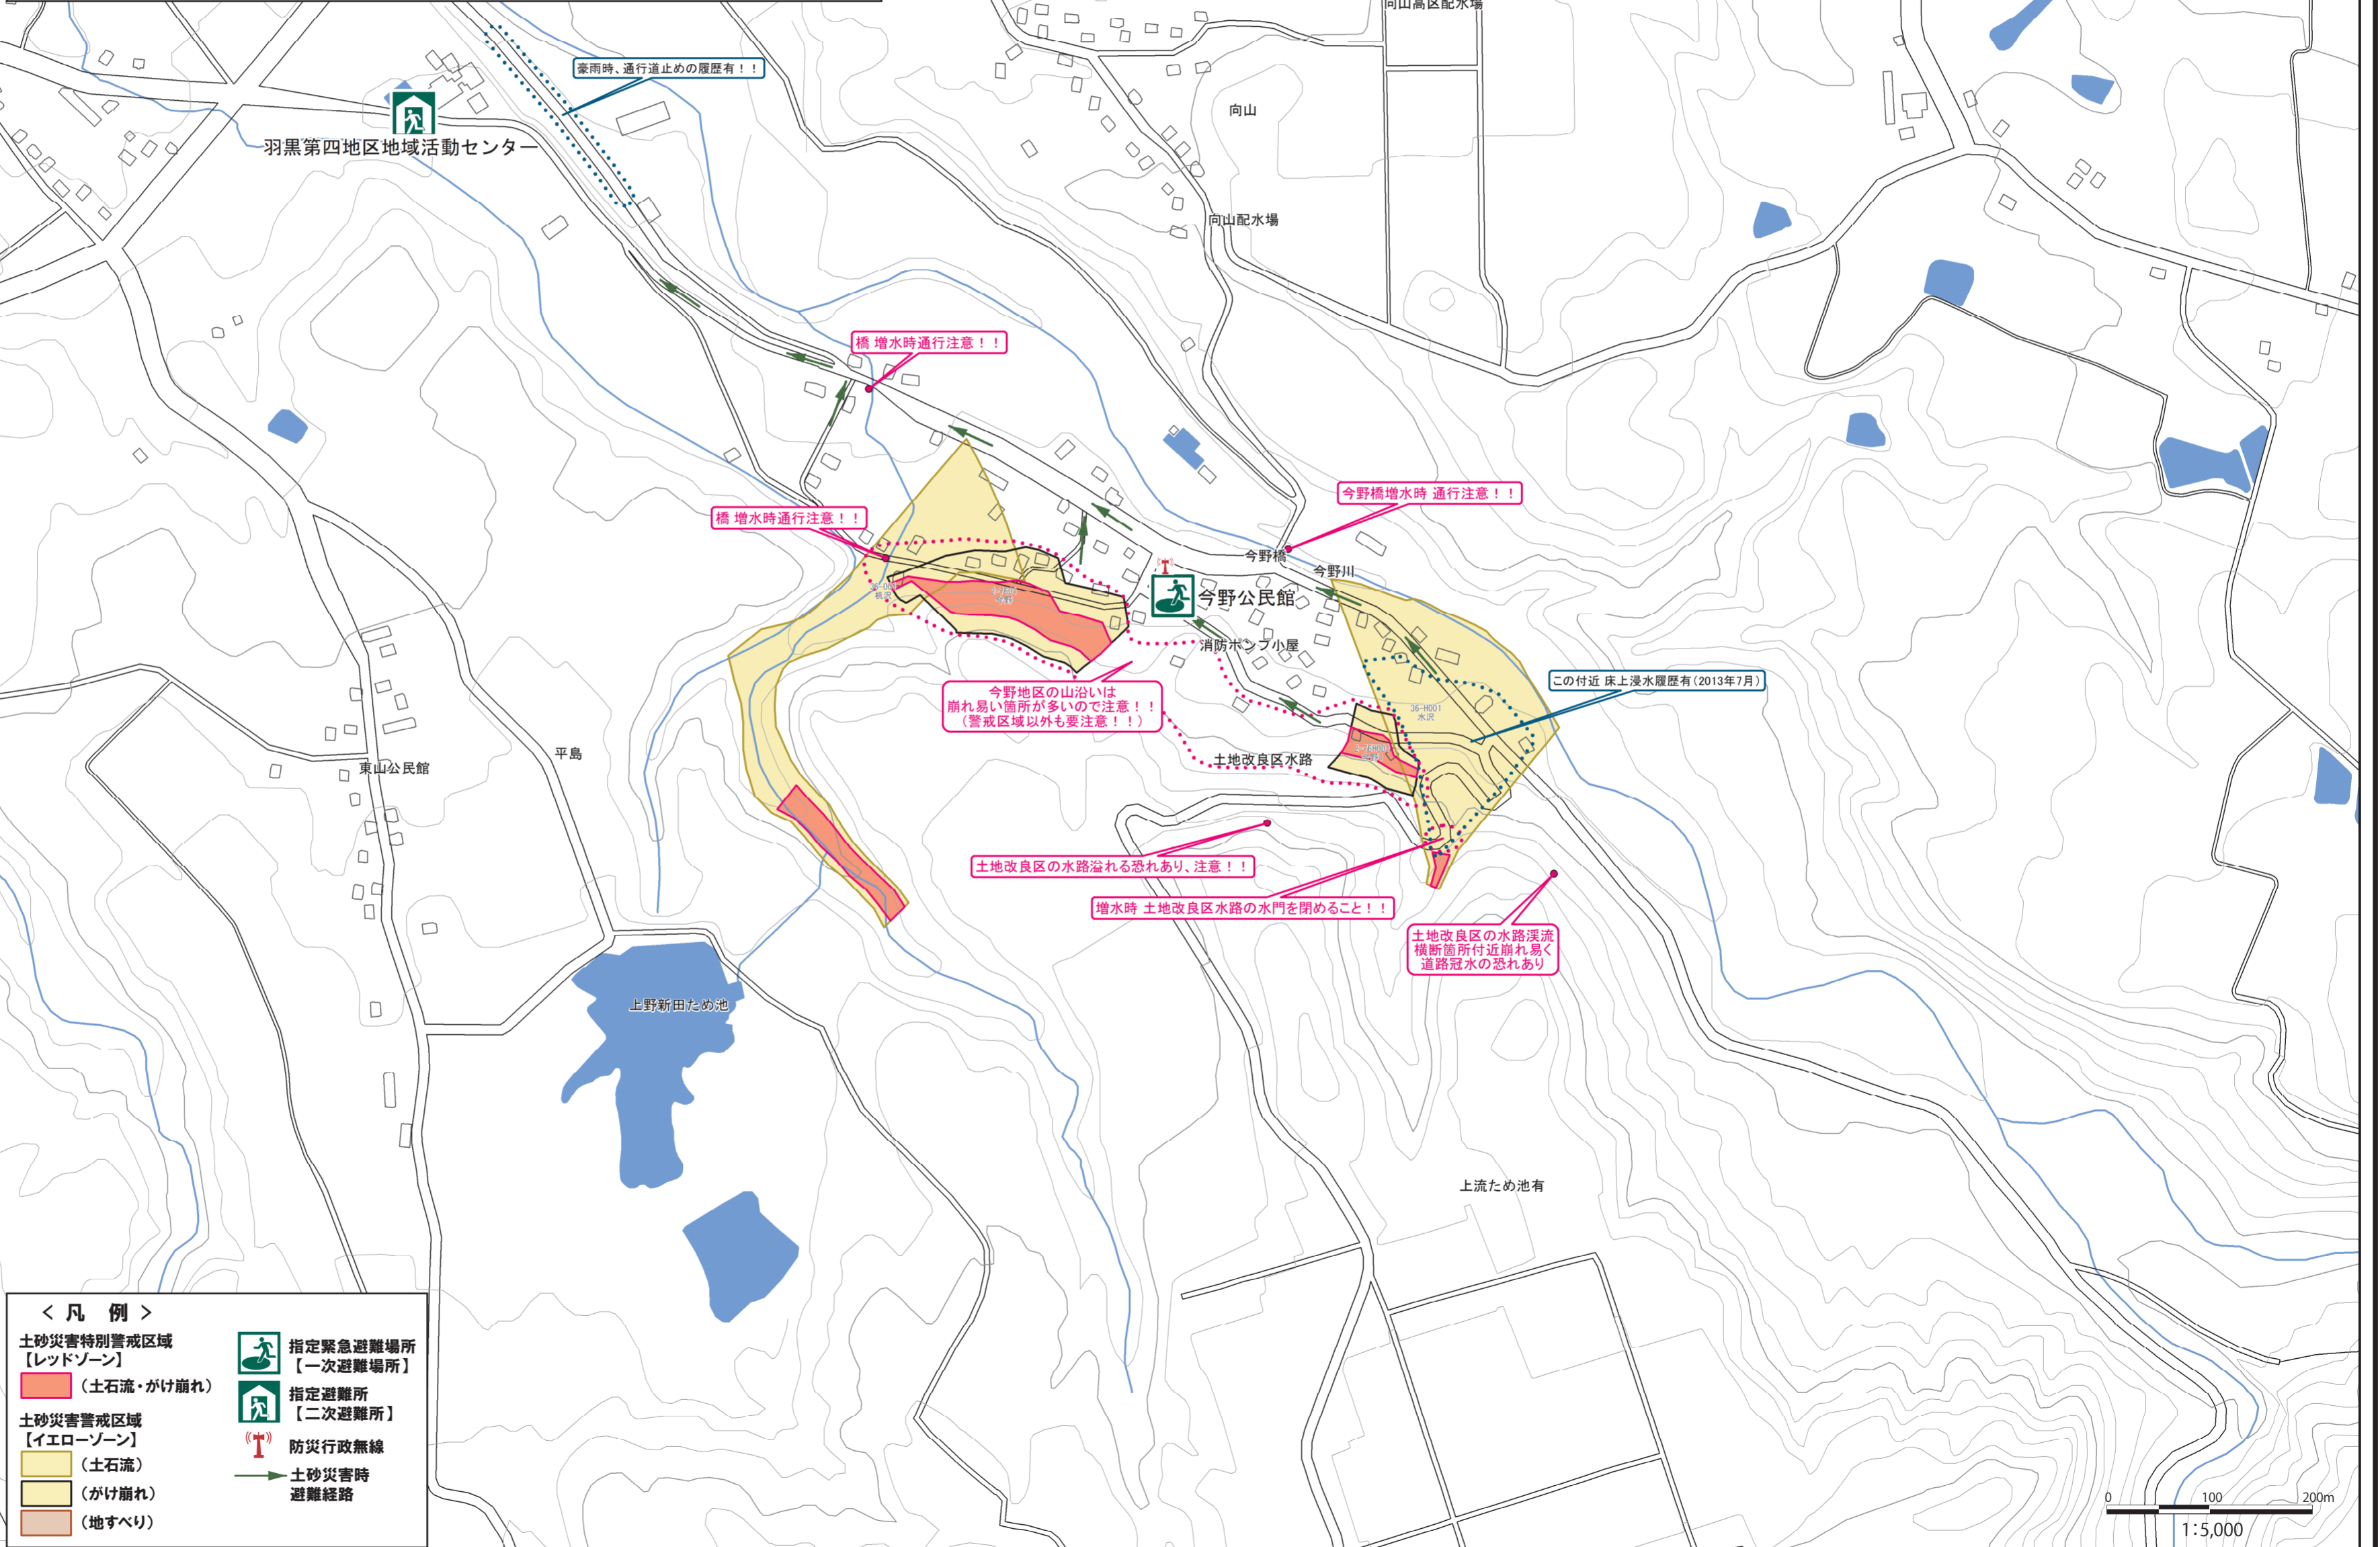 向山高区配水場
豪雨時、通行道止めの履歴有！！
向山
羽黒第四地区地域活動センター
向山配水場
橋 増水時通行注意！！
今野橋増水時 通行注意！！
橋 増水時通行注意！！
今野橋
今野川
桃沢
今野公民館
消防ポンプ小屋
この付近 床上浸水履歴有(2013年7月)
今野地区の山沿いは
崩れ易い箇所が多いので注意！！
（警戒区域以外も要注意！！）
36-H001
水沢
平島
東山公民館
土地改良区水路
土地改良区の水路溢れる恐れあり、注意！！
増水時 土地改良区水路の水門を閉めること！！
土地改良区の水路渓流
横断箇所付近崩れ易く
道路冠水の恐れあり
上野新田ため池
上流ため池有
＜ 凡 例 ＞
土砂災害特別警戒区域
【レッドゾーン】
（土石流・がけ崩れ）
土砂災害警戒区域
【イエローゾーン】
（土石流）
（がけ崩れ）
（地すべり）
指定緊急避難場所
【一次避難場所】
指定避難所
【二次避難所】
防災行政無線
土砂災害時
避難経路
0 100 200m
1:5,000